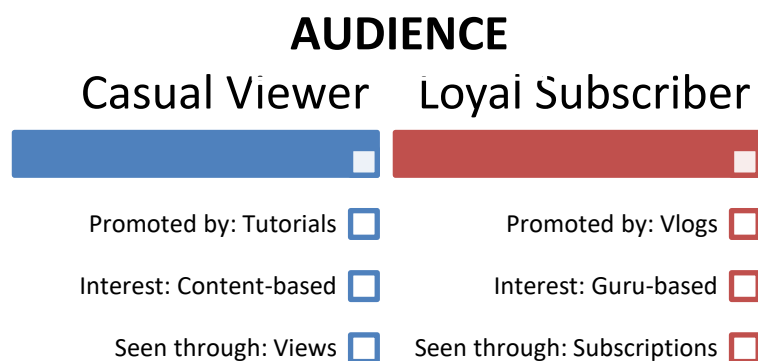 AUDIENCE
Casual Viewer
Loyal Subscriber
Promoted by: Tutorials
Interest: Content-based
Seen through: Views
Promoted by: Vlogs
Interest: Guru-based
Seen through: Subscriptions